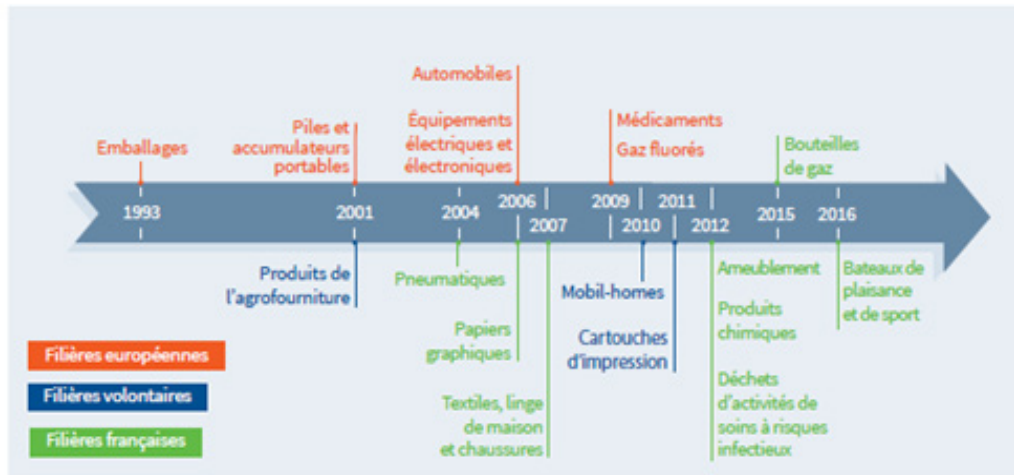 Automobiles
Emballages
Piles et
accumulateurs
portables
Équipements
électriques et
électroniques
Médicaments
Gaz fluorés
Bouteilles
de gaz
1993
2001
2004
2006
2007
2009
2010
2011
2012
2015
2016
Produits de
l'agrofourniture
Pneumatiques
Papiers
graphiques
Textiles, linge
de maison
et chaussures
Mobil-homes
Cartouches
d'impression
Ameublement
Produits
chimiques
Déchets
d'activités de
soins à risques
infectieux
Bateaux de
plaisance
et de sport
Filières européennes
Filières volontaires
Filières françaises